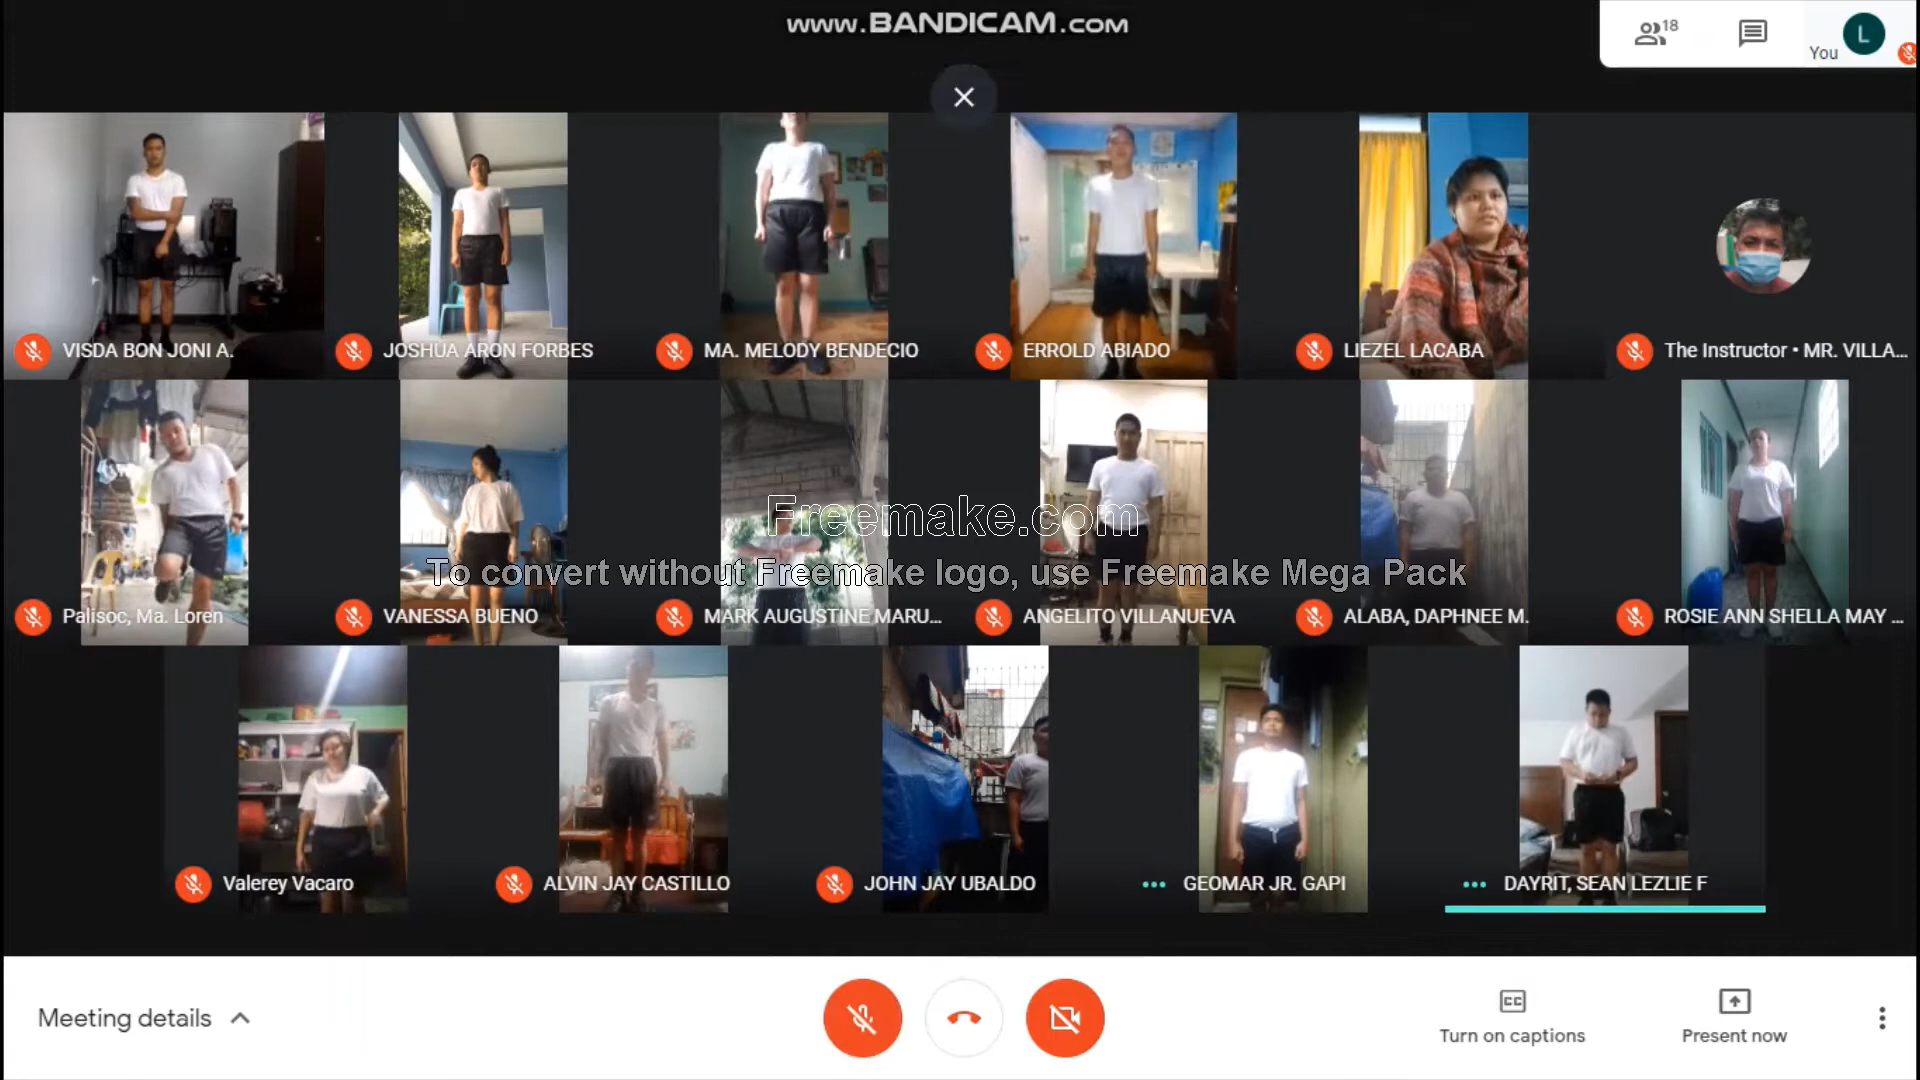 www.BANDICAM.com
18
You
L
VISDA BON JONI A.
JOSHUA ARON FORBES
MA. MELODY BENDECIO
ERROLD ABIADO
LIEZEL LACABA
The Instructor • MR. VILLA...
Freemake.com
To convert without Freemake logo, use Freemake Mega Pack
Palisoc, Ma. Loren
VANESSA BUENO
MARK AUGUSTINE MARU...
ANGELITO VILLANUEVA
ALABA, DAPHNEE M.
ROSIE ANN SHELLA MAY ...
Valerey Vacaro
ALVIN JAY CASTILLO
JOHN JAY UBALDO
GEOMAR JR. GAPI
DAYRIT, SEAN LEZLIE F
Meeting details
CC
Turn on captions
Present now